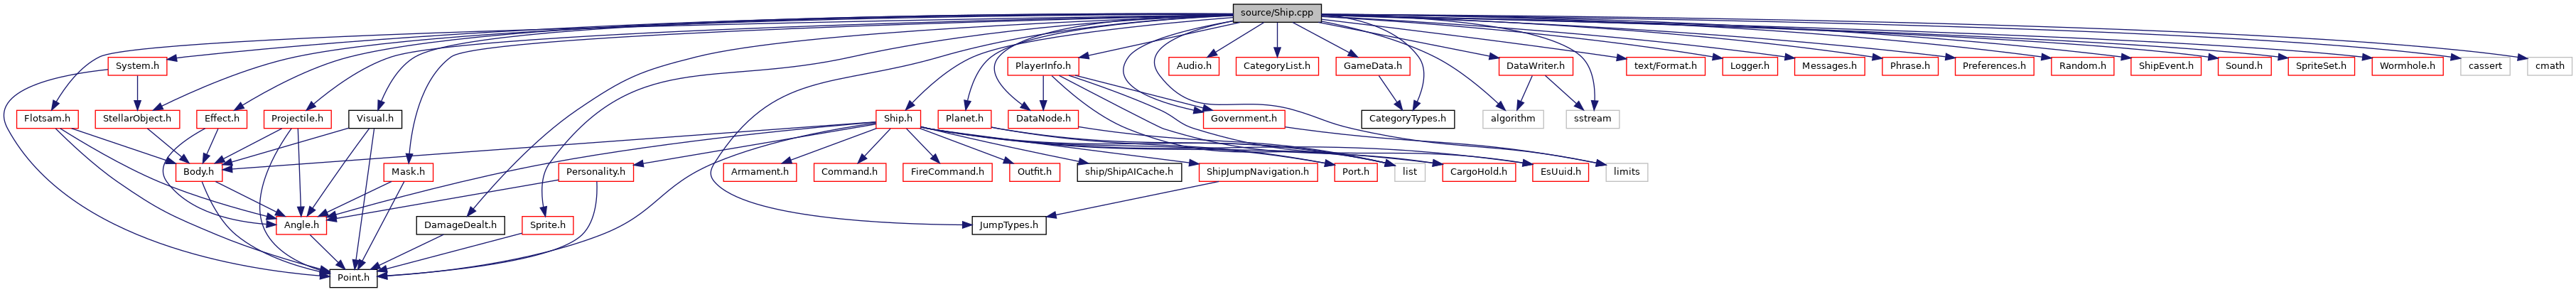 source/Ship.cpp
System.h
PlayerInfo.h
Audio.h
CategoryList.h
GameData.h
DataWriter.h
text/Format.h
Logger.h
Messages.h
Phrase.h
Preferences.h
Random.h
ShipEvent.h
Sound.h
SpriteSet.h
Wormhole.h
cassert
cmath
Flotsam.h
StellarObject.h
Effect.h
Projectile.h
Visual.h
Ship.h
Planet.h
DataNode.h
Government.h
CategoryTypes.h
algorithm
sstream
Body.h
Mask.h
Personality.h
Armament.h
Command.h
FireCommand.h
Outfit.h
ship/ShipAICache.h
ShipJumpNavigation.h
Port.h
list
CargoHold.h
EsUuid.h
limits
Angle.h
DamageDealt.h
Sprite.h
JumpTypes.h
Point.h